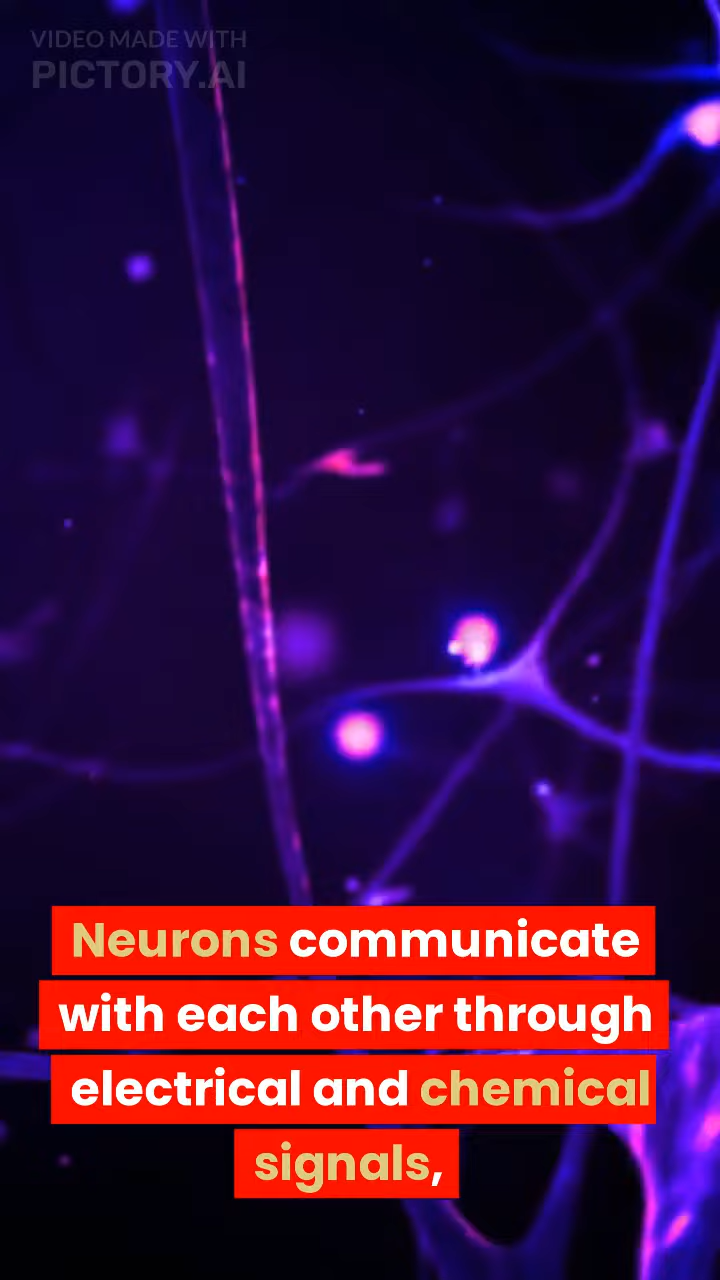 VIDEO MADE WITH
PICTORY.AI
Neurons communicate
with each other through
electrical and chemical
signals,